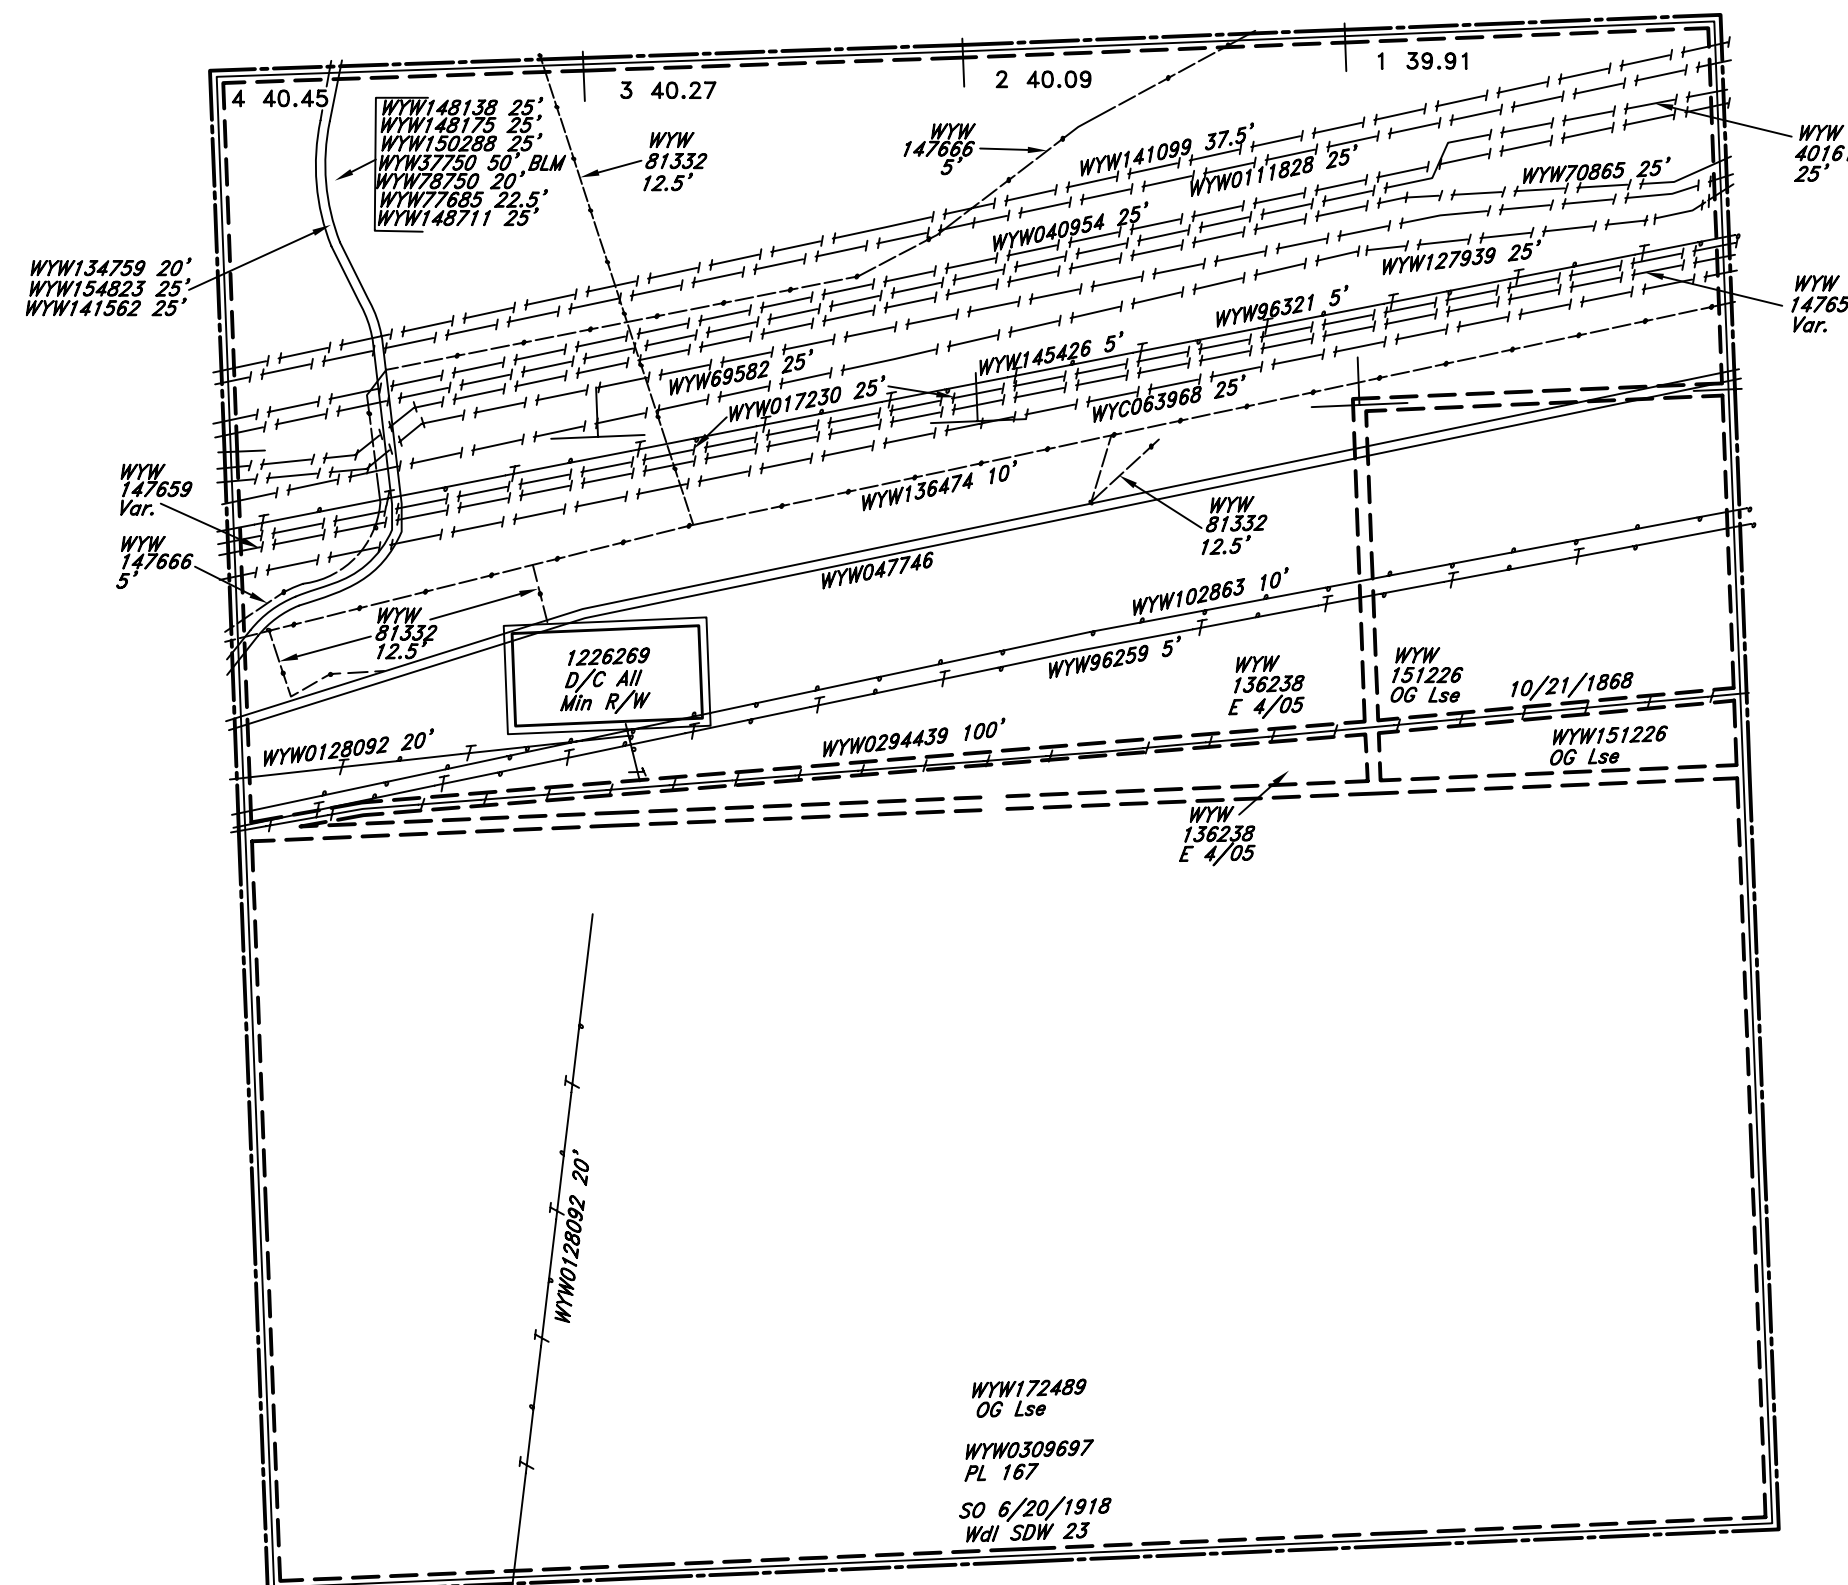 4 40.45
3 40.27
2 40.09
1 39.91
WYW148138 25'
WYW148175 25'
WYW150288 25'
WYW37750 50' BLM
WYW78750 20'
WYW77685 22.5'
WYW148711 25'
WYW
81332
12.5'
WYW
147666
5'
WYW141099 37.5'
WYW0111828 25'
WYW040954 25'
WYW70865 25'
WYW127939 25'
WYW
4016
25'
WYW134759 20'
WYW154823 25'
WYW141562 25'
WYW
14765
Var.
WYW96321 5'
WYW145426 5'
WYW69582 25'
WYW017230 25'
WYC063968 25'
WYW136474 10'
WYW
147659
Var.
WYW
147666
5'
WYW
81332
12.5'
WYW
81332
12.5'
WYW047746
WYW102863 10'
WYW96259 5'
1226269
D/C All
Min R/W
WYW
136238
E 4/05
WYW
151226
OG Lse
10/21/1868
WYW0128092 20'
WYW0294439 100'
WYW151226
OG Lse
WYW
136238
E 4/05
WYW0128092 20'
WYW172489
OG Lse
WYW0309697
PL 167
SO 6/20/1918
Wdl SDW 23